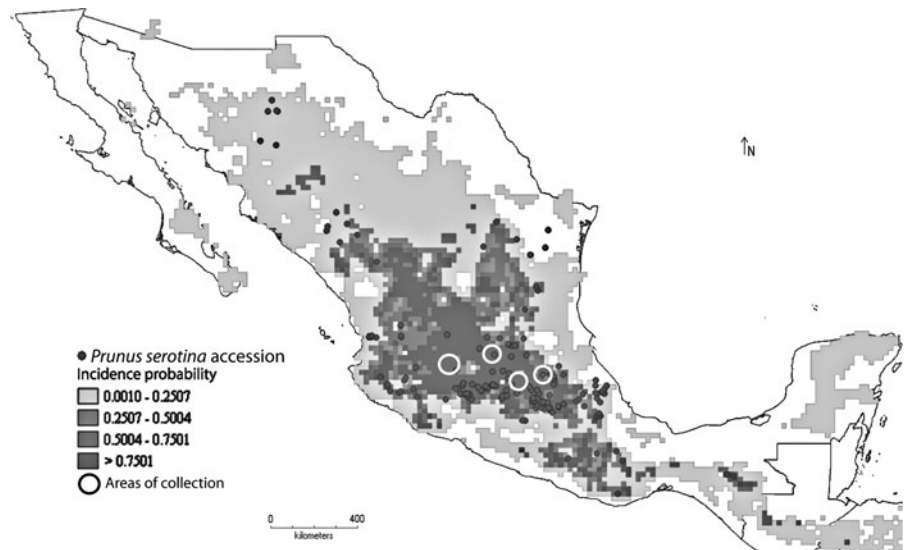 N
Prunus serotina accession
Incidence probability
0.0010 - 0.2507
0.2507 - 0.5004
0.5004 - 0.7501
> 0.7501
Areas of collection
0 400
kilometers